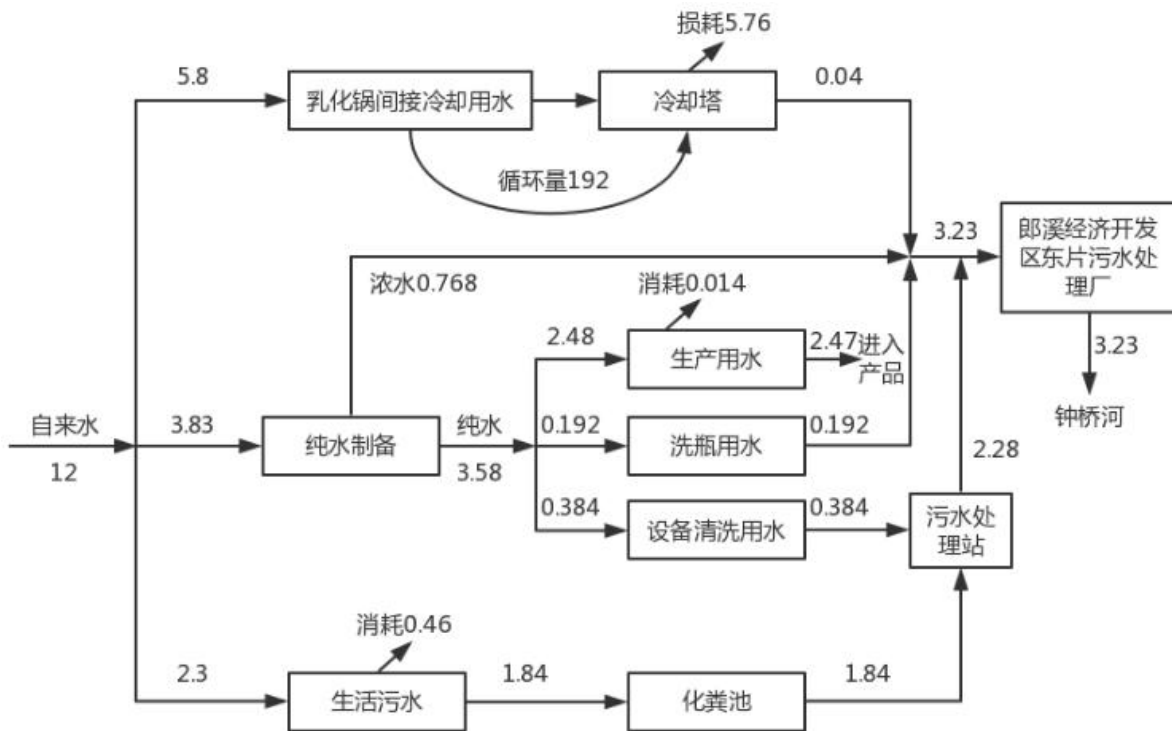 损耗5.76
5.8
0.04
乳化锅间接冷却用水
冷却塔
循环量192
3.23
郎溪经济开发
区东片污水处
理厂
浓水0.768
消耗0.014
2.48
生产用水
2.47
进入
产品
3.23
钟桥河
自来水
12
3.83
纯水制备
纯水
3.58
0.192
洗瓶用水
0.192
2.28
0.384
设备清洗用水
0.384
污水处
理站
消耗0.46
2.3
生活污水
1.84
化粪池
1.84